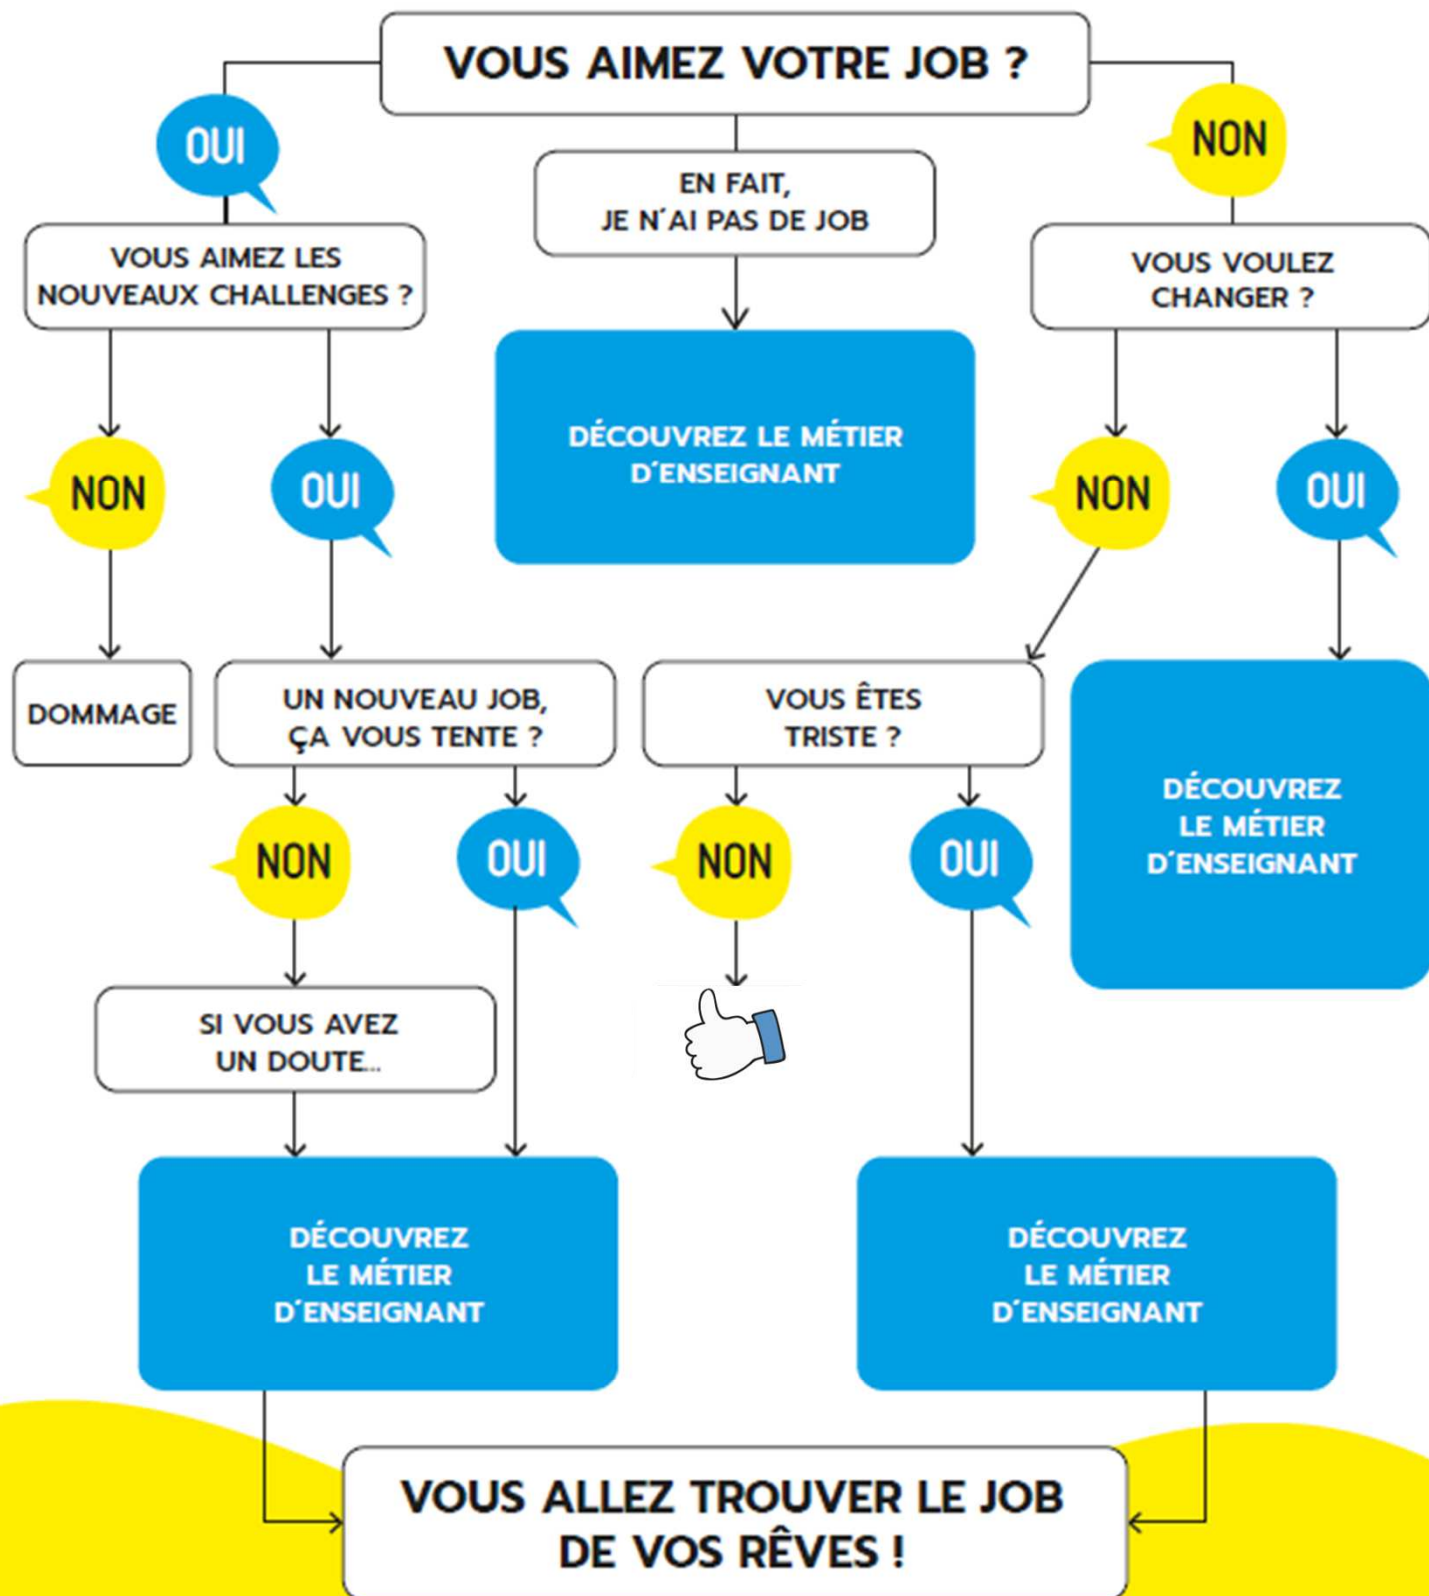 VOUS AIMEZ VOTRE JOB ?
OUI
NON
EN FAIT,
JE N´AI PAS DE JOB
VOUS AIMEZ LES
NOUVEAUX CHALLENGES ?
VOUS VOULEZ
CHANGER ?
DÉCOUVREZ LE MÉTIER
D´ENSEIGNANT
NON
OUI
NON
OUI
DOMMAGE
UN NOUVEAU JOB,
ÇA VOUS TENTE ?
VOUS ÊTES
TRISTE ?
DÉCOUVREZ
LE MÉTIER
D´ENSEIGNANT
NON
OUI
NON
OUI
SI VOUS AVEZ
UN DOUTE...
DÉCOUVREZ
LE MÉTIER
D´ENSEIGNANT
DÉCOUVREZ
LE MÉTIER
D´ENSEIGNANT
VOUS ALLEZ TROUVER LE JOB
DE VOS RÊVES !